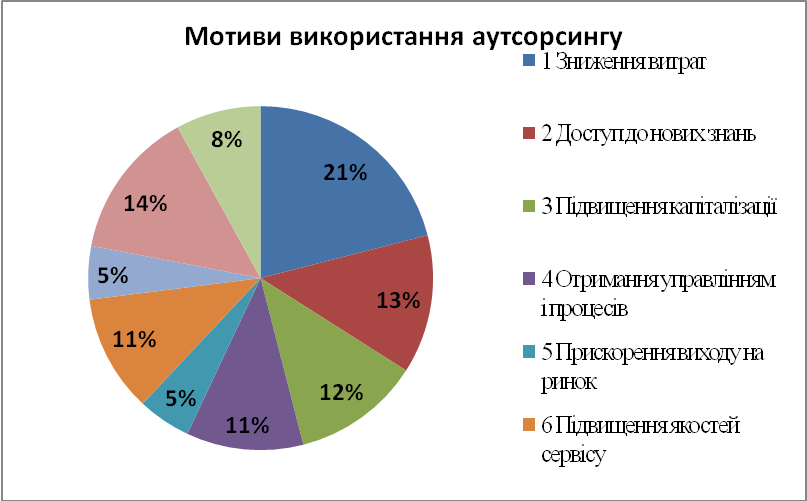 Мотиви використання аутсорсингу
1 Зниження витрат
2 Доступ до нових знань
3 Підвищення капіталізації
4 Отримання управлінням
і процесів
5 Прискорення виходу на
ринок
6 Підвищення якостей
сервісу
21%
13%
12%
11%
5%
11%
5%
14%
8%